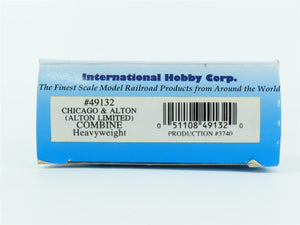 International Hobby Corp.
The Finest Scale Model Railroad Products from Around the World
#49132
CHICAGO & ALTON
(ALTON LIMITED)
COMBINE
Heavyweight
0 51108 49132 0
PRODUCTION #3740